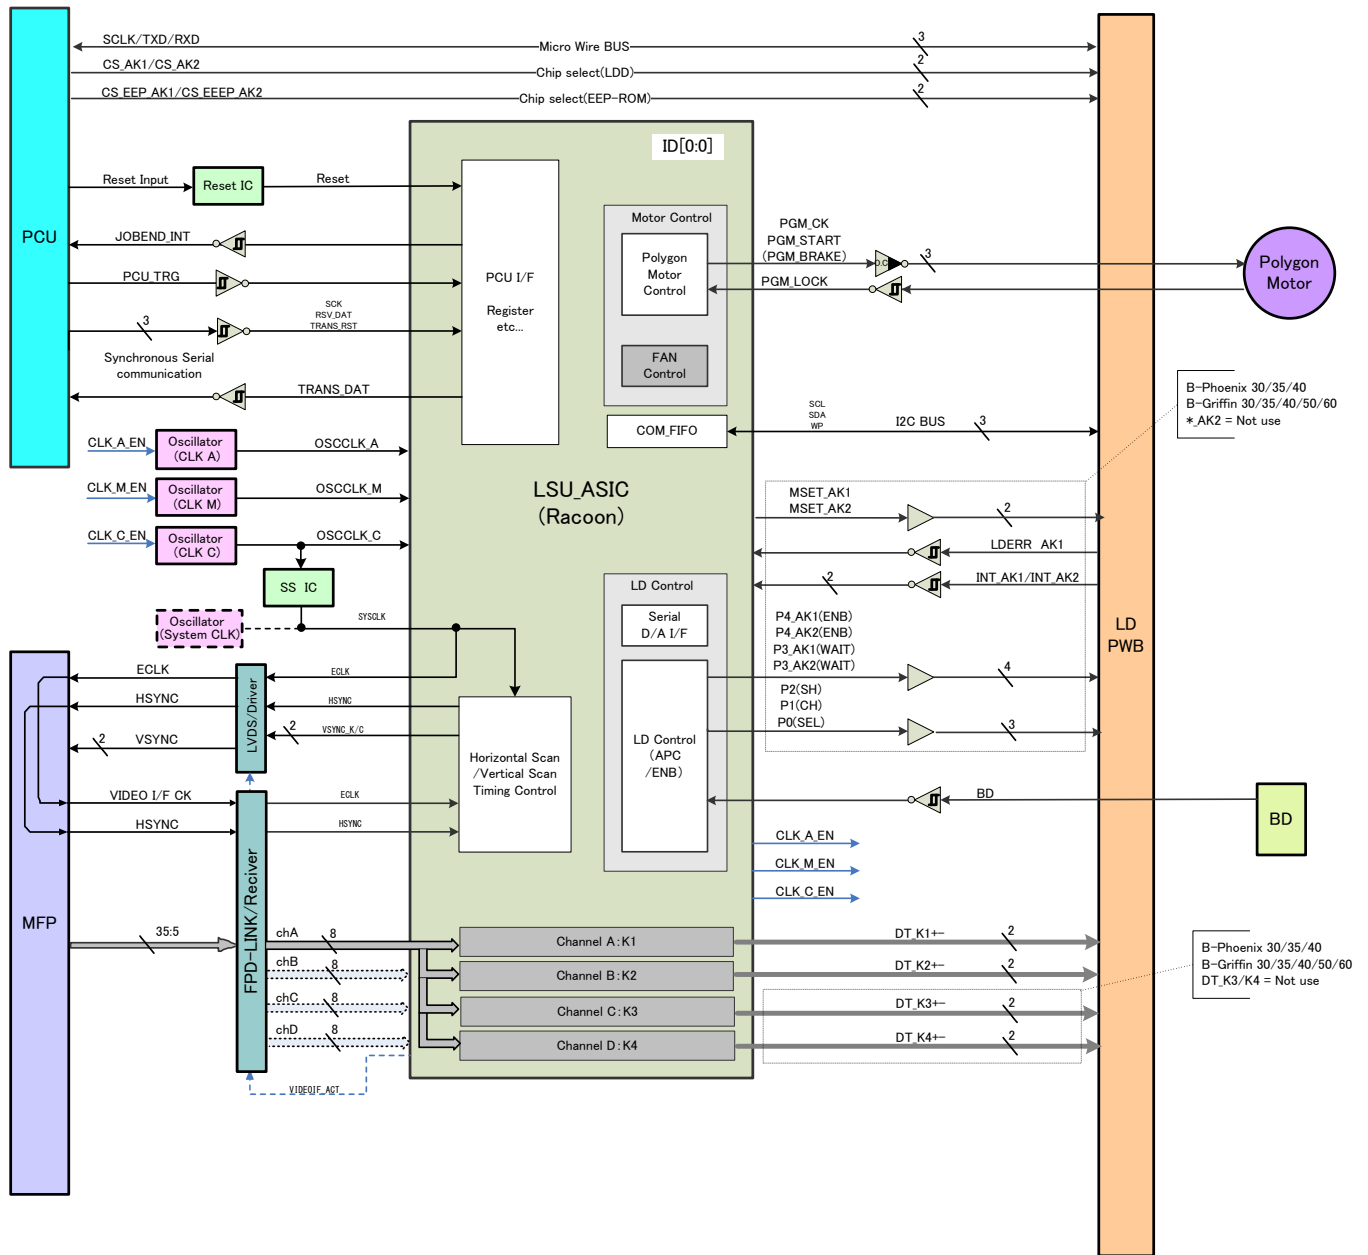 SCLK/TXD/RXD
Micro Wire BUS
3
CS_AK1/CS_AK2
Chip select(LDD)
2
CS_EEP_AK1/CS_EEEP_AK2
Chip select(EEP-ROM)
2
PCU
Reset Input
Reset IC
Reset
JOBEND_INT
PCU_TRG
3
SCK
RSV_DAT
TRANS_RST
Synchronous Serial
communication
TRANS_DAT
CLK_A_EN
Oscillator
(CLK A)
OSCCLK_A
CLK_M_EN
Oscillator
(CLK M)
OSCCLK_M
CLK_C_EN
Oscillator
(CLK C)
OSCCLK_C
SS IC
Oscillator
(System CLK)
SYSCLK
PCU I/F
Register
etc...
ID[0:0]
Motor Control
Polygon
Motor
Control
FAN
Control
COM_FIFO
LSU_ASIC
(Racoon)
PGM_CK
PGM_START
(PGM_BRAKE)
O.C
3
PGM_LOCK
Polygon
Motor
SCL
SDA
WP
I2C BUS
3
B-Phoenix 30/35/40
B-Griffin 30/35/40/50/60
*_AK2 = Not use
MSET_AK1
MSET_AK2
2
LDERR AK1
2
INT_AK1/INT_AK2
LD Control
Serial
D/A I/F
LD Control
(APC
/ENB)
P4_AK1(ENB)
P4_AK2(ENB)
P3_AK1(WAIT)
P3_AK2(WAIT)
4
P2(SH)
P1(CH)
P0(SEL)
3
LD
PWB
BD
BD
CLK_A_EN
CLK_M_EN
CLK_C_EN
MFP
ECLK
HSYNC
2
VSYNC
LVDS/Driver
ECLK
HSYNC
2
VSYNC_K/C
Horizontal Scan
/Vertical Scan
Timing Control
VIDEO I/F CK
HSYNC
ECLK
HSYNC
35:5
FPD-LINK/Reciver
chA
8
chB
8
chC
8
chD
8
VIDEOIF_ACT
Channel A:K1
Channel B:K2
Channel C:K3
Channel D:K4
DT_K1+-
2
DT_K2+-
2
DT_K3+-
2
DT_K4+-
2
B-Phoenix 30/35/40
B-Griffin 30/35/40/50/60
DT_K3/K4 = Not use